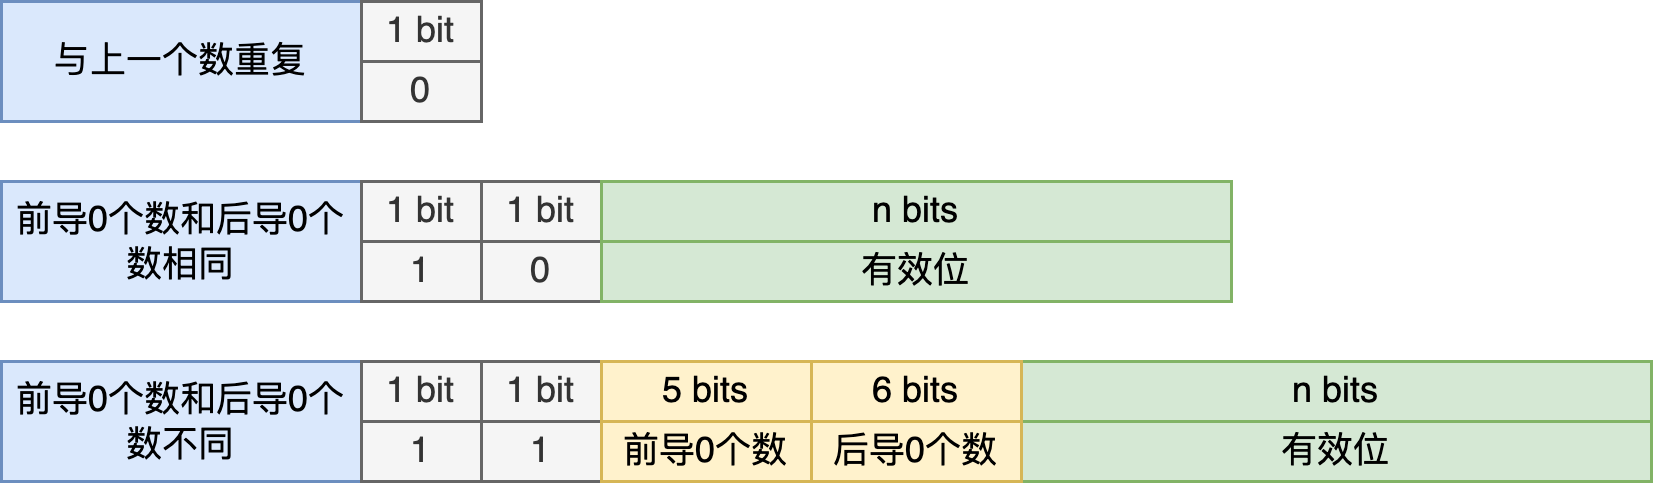 与上一个数重复
1 bit
0
前导0个数和后导0个
数相同
1 bit
1 bit
n bits
1
0
有效位
前导0个数和后导0个
数不同
1 bit
1 bit
5 bits
6 bits
n bits
1
1
前导0个数
后导0个数
有效位